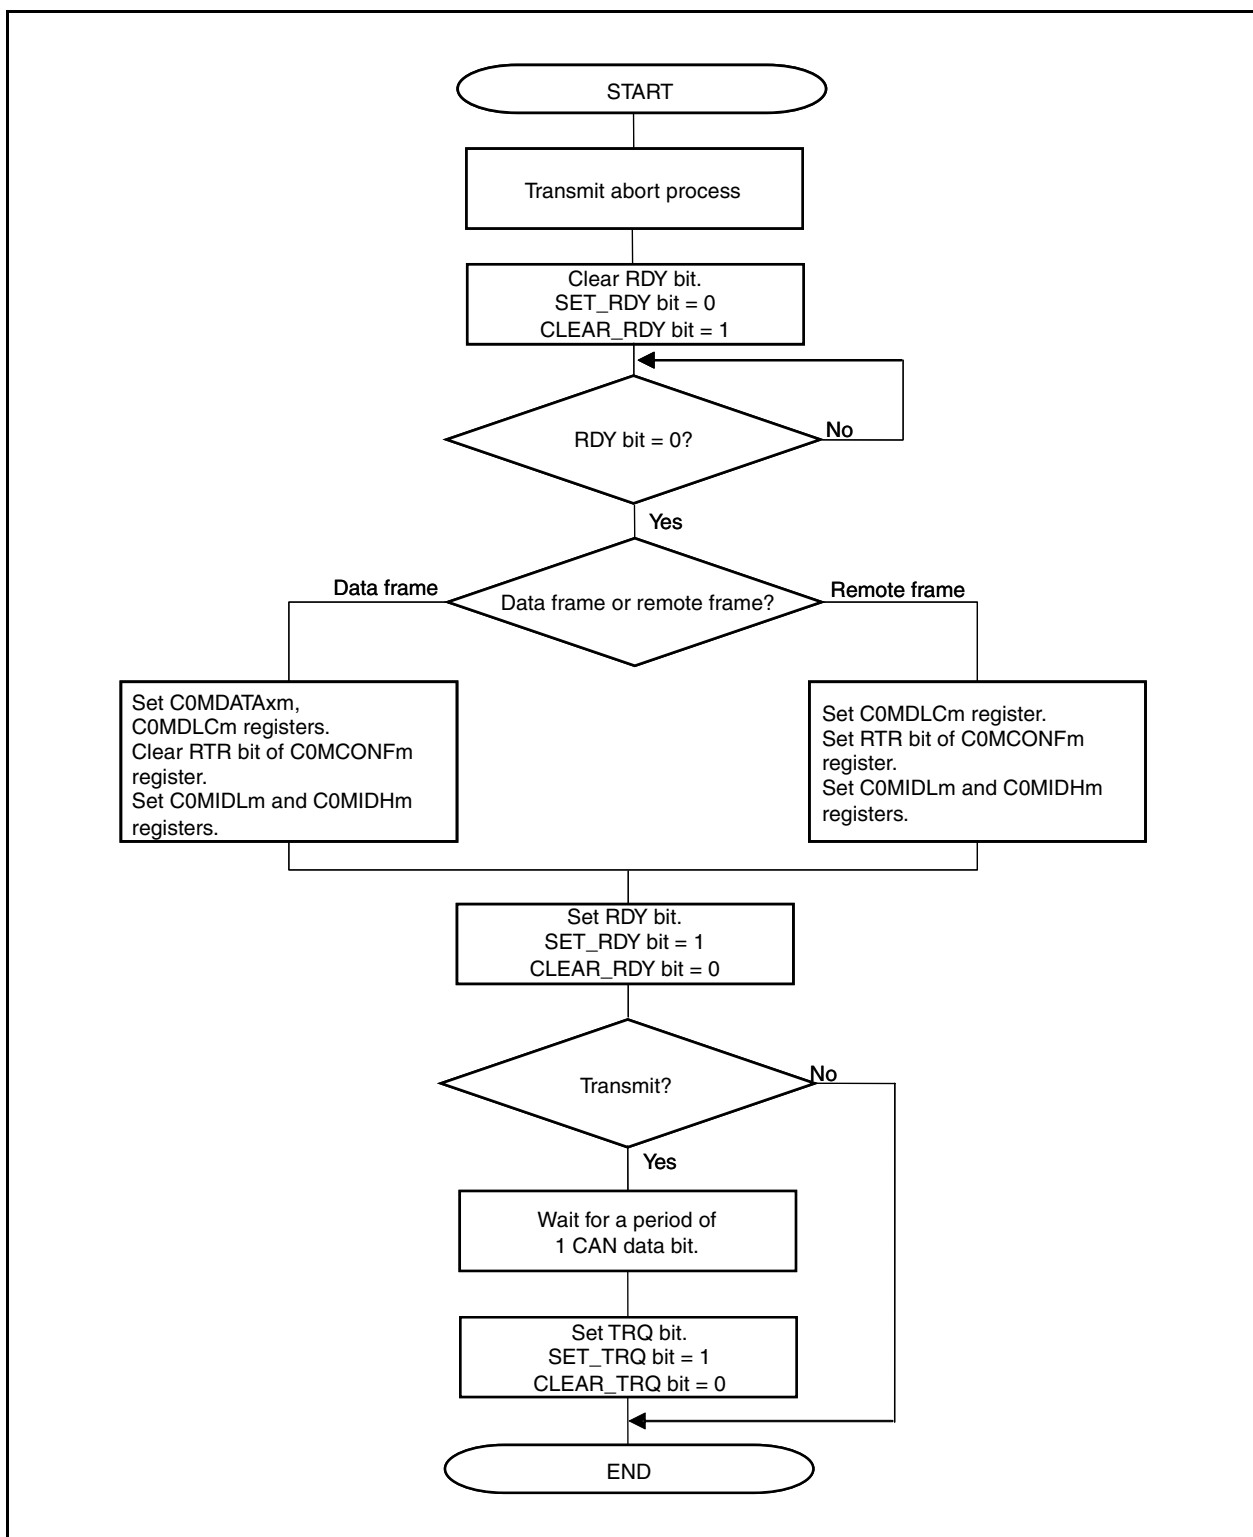 START
Transmit abort process
Clear RDY bit.
SET_RDY bit = 0
CLEAR_RDY bit = 1
RDY bit = 0?
No
Yes
Data frame
Data frame or remote frame?
Remote frame
Set C0MDATAxm,
C0MDLCm registers.
Clear RTR bit of C0MCONFm
register.
Set C0MIDLm and C0MIDHm
registers.
Set C0MDLCm register.
Set RTR bit of C0MCONFm
register.
Set C0MIDLm and C0MIDHm
registers.
Set RDY bit.
SET_RDY bit = 1
CLEAR_RDY bit = 0
Transmit?
No
Yes
Wait for a period of
1 CAN data bit.
Set TRQ bit.
SET_TRQ bit = 1
CLEAR_TRQ bit = 0
END